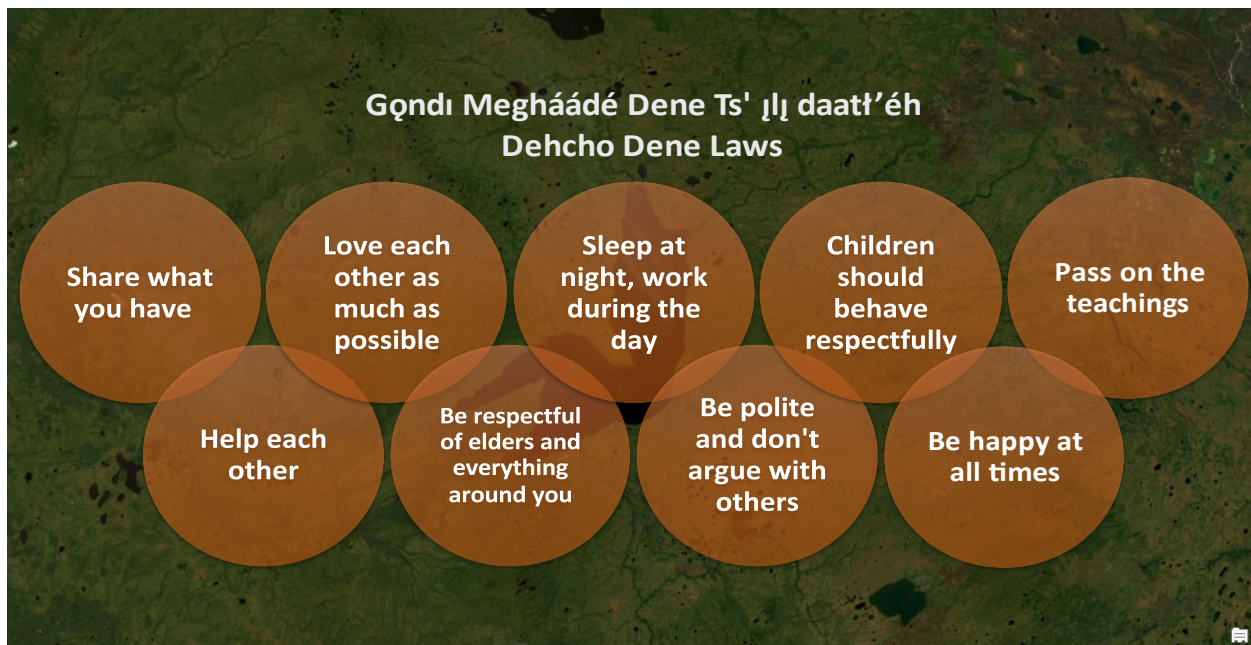 Gǫndı Megháádé Dene Ts' ı̨lı̨ daatł’éh
Dehcho Dene Laws
Share what
you have
Help each
other
Love each
other as
much as
possible
Be respectful
of elders and
everything
around you
Sleep at
night, work
during the
day
Be polite
and don't
argue with
others
Children
should
behave
respectfully
Be happy at
all times
Pass on the
teachings